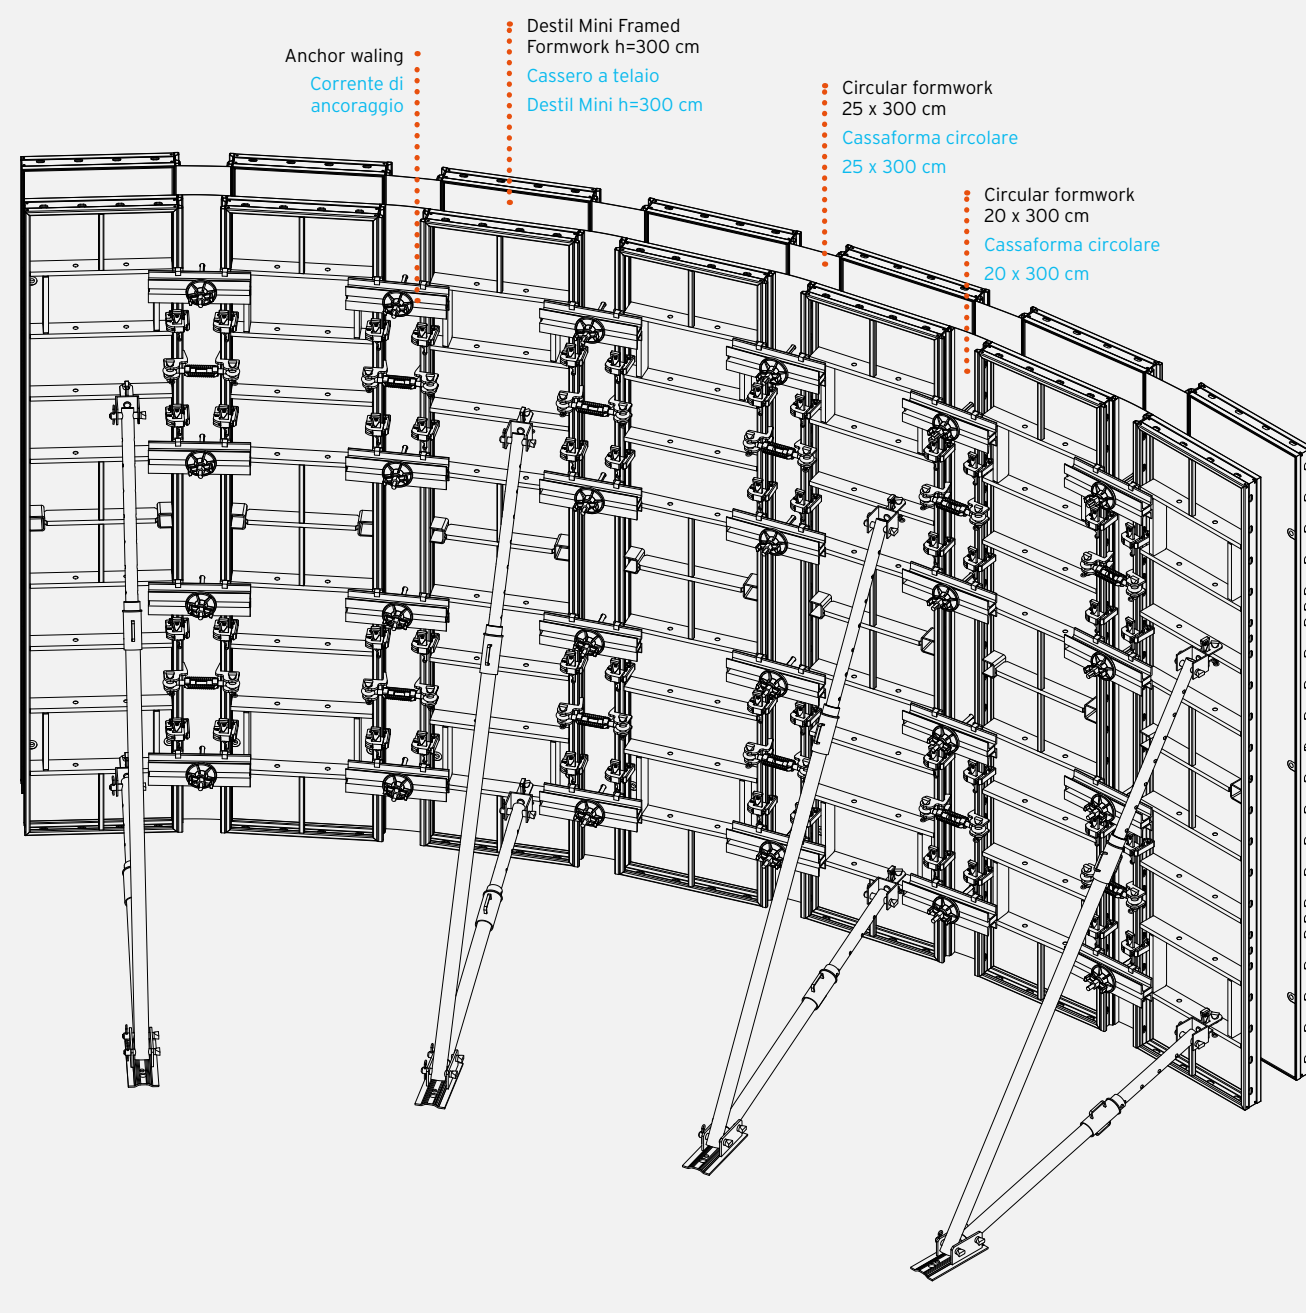 Anchor waling
Corrente di
ancoraggio
Destil Mini Framed
Formwork h=300 cm
Cassero a telaio
Destil Mini h=300 cm
Circular formwork
25 x 300 cm
Cassaforma circolare
25 x 300 cm
Circular formwork
20 x 300 cm
Cassaforma circolare
20 x 300 cm